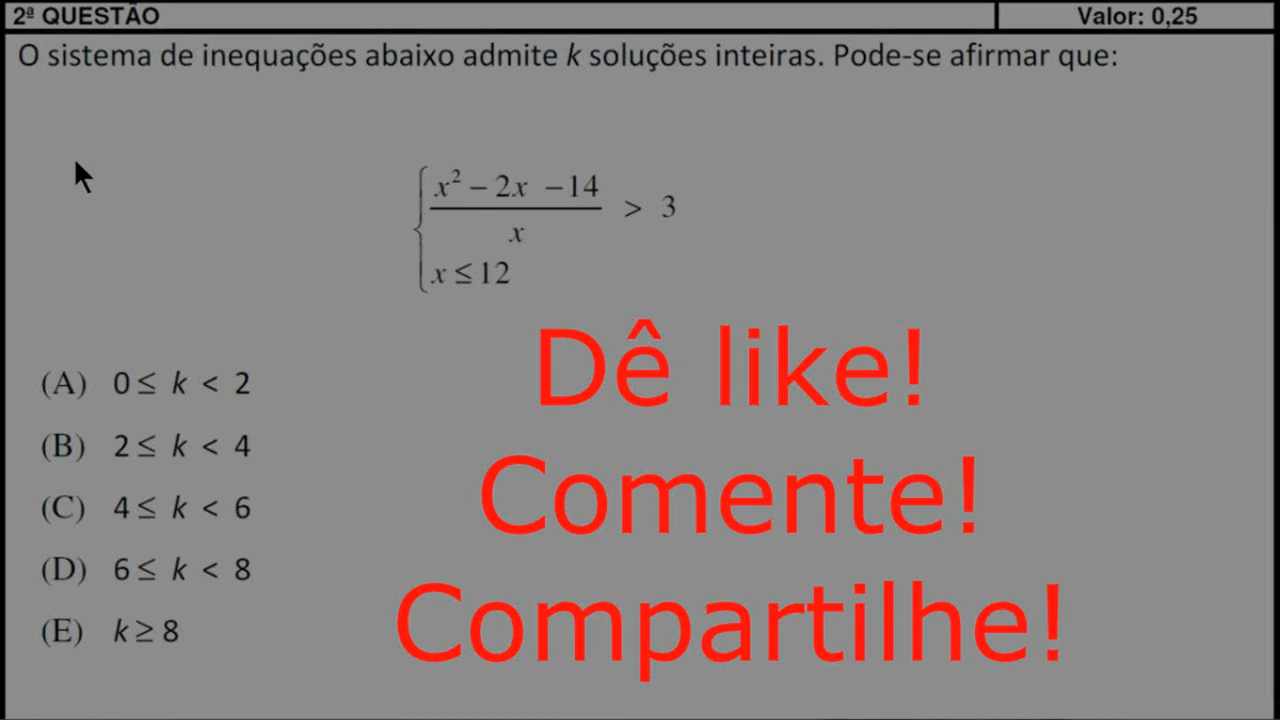 2ª QUESTÃO Valor: 0,25
O sistema de inequações abaixo admite k soluções inteiras. Pode-se afirmar que:
x² – 2x – 14
> 3
x
x ≤ 12
Dê like!
Comente!
Compartilhe!
(A) 0 ≤ k < 2
(B) 2 ≤ k < 4
(C) 4 ≤ k < 6
(D) 6 ≤ k < 8
(E) k ≥ 8